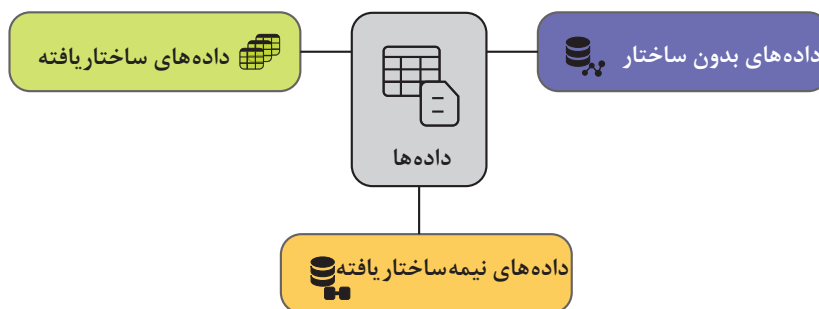 داده‌های بدون ساختار
داده‌های ساختاریافته
داده‌ها
داده‌های نیمه‌ساختاریافته